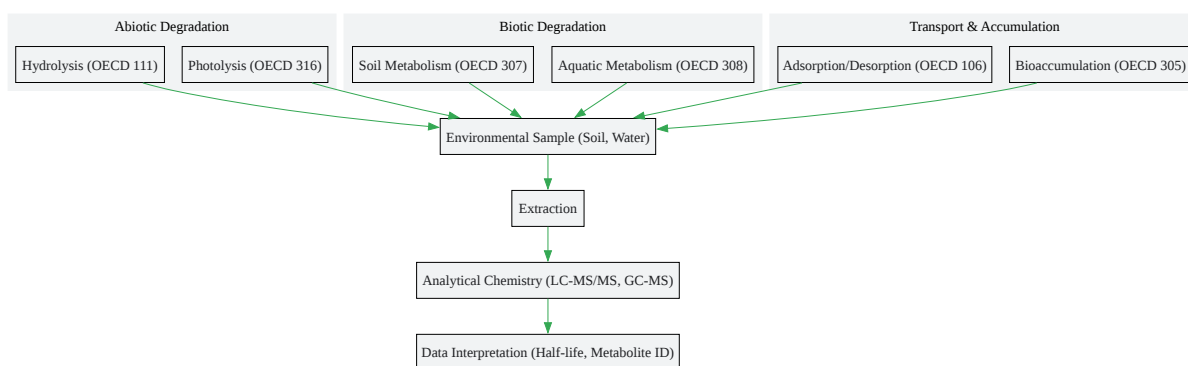 Abiotic Degradation
Biotic Degradation
Transport & Accumulation
Hydrolysis (OECD 111)
Photolysis (OECD 316)
Soil Metabolism (OECD 307)
Aquatic Metabolism (OECD 308)
Adsorption/Desorption (OECD 106)
Bioaccumulation (OECD 305)
Environmental Sample (Soil, Water)
Extraction
Analytical Chemistry (LC-MS/MS, GC-MS)
Data Interpretation (Half-life, Metabolite ID)